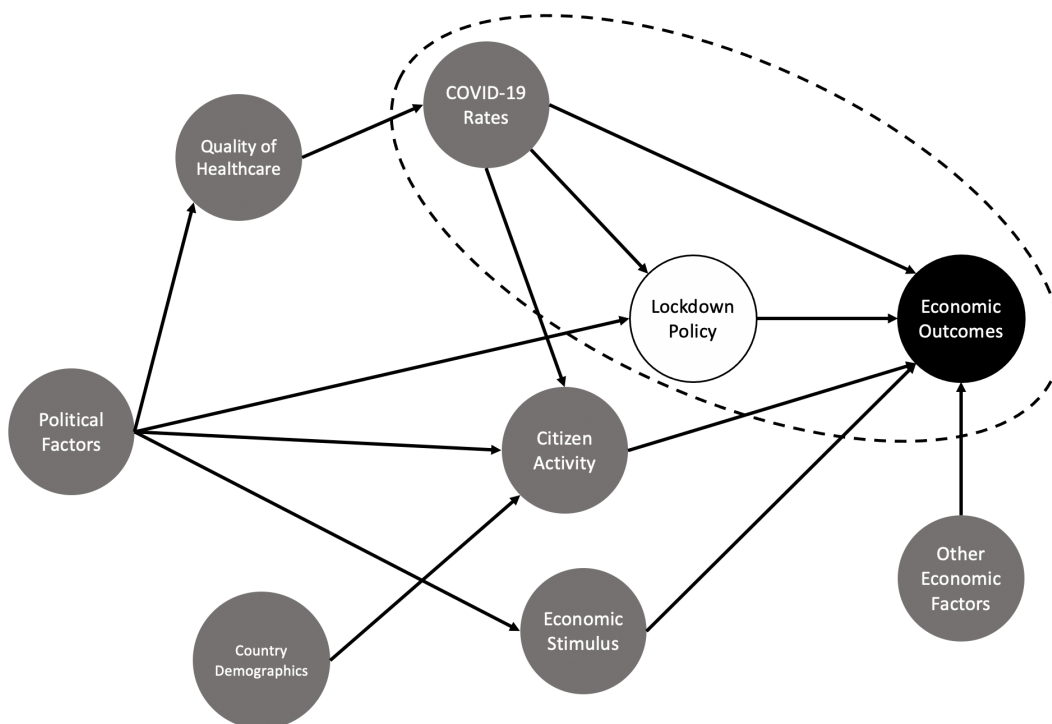 COVID-19
Rates
Quality of
Healthcare
Lockdown
Policy
Economic
Outcomes
Political
Factors
Citizen
Activity
Other
Economic
Factors
Economic
Stimulus
Country
Demographics